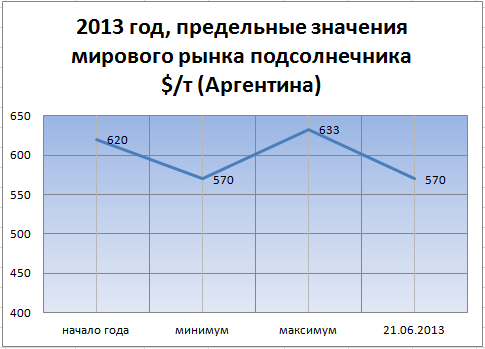 2013 год, предельные значения
мирового рынка подсолнечника
$/т (Аргентина)
650
600
550
500
450
400
620
570
633
570
начало года
минимум
максимум
21.06.2013